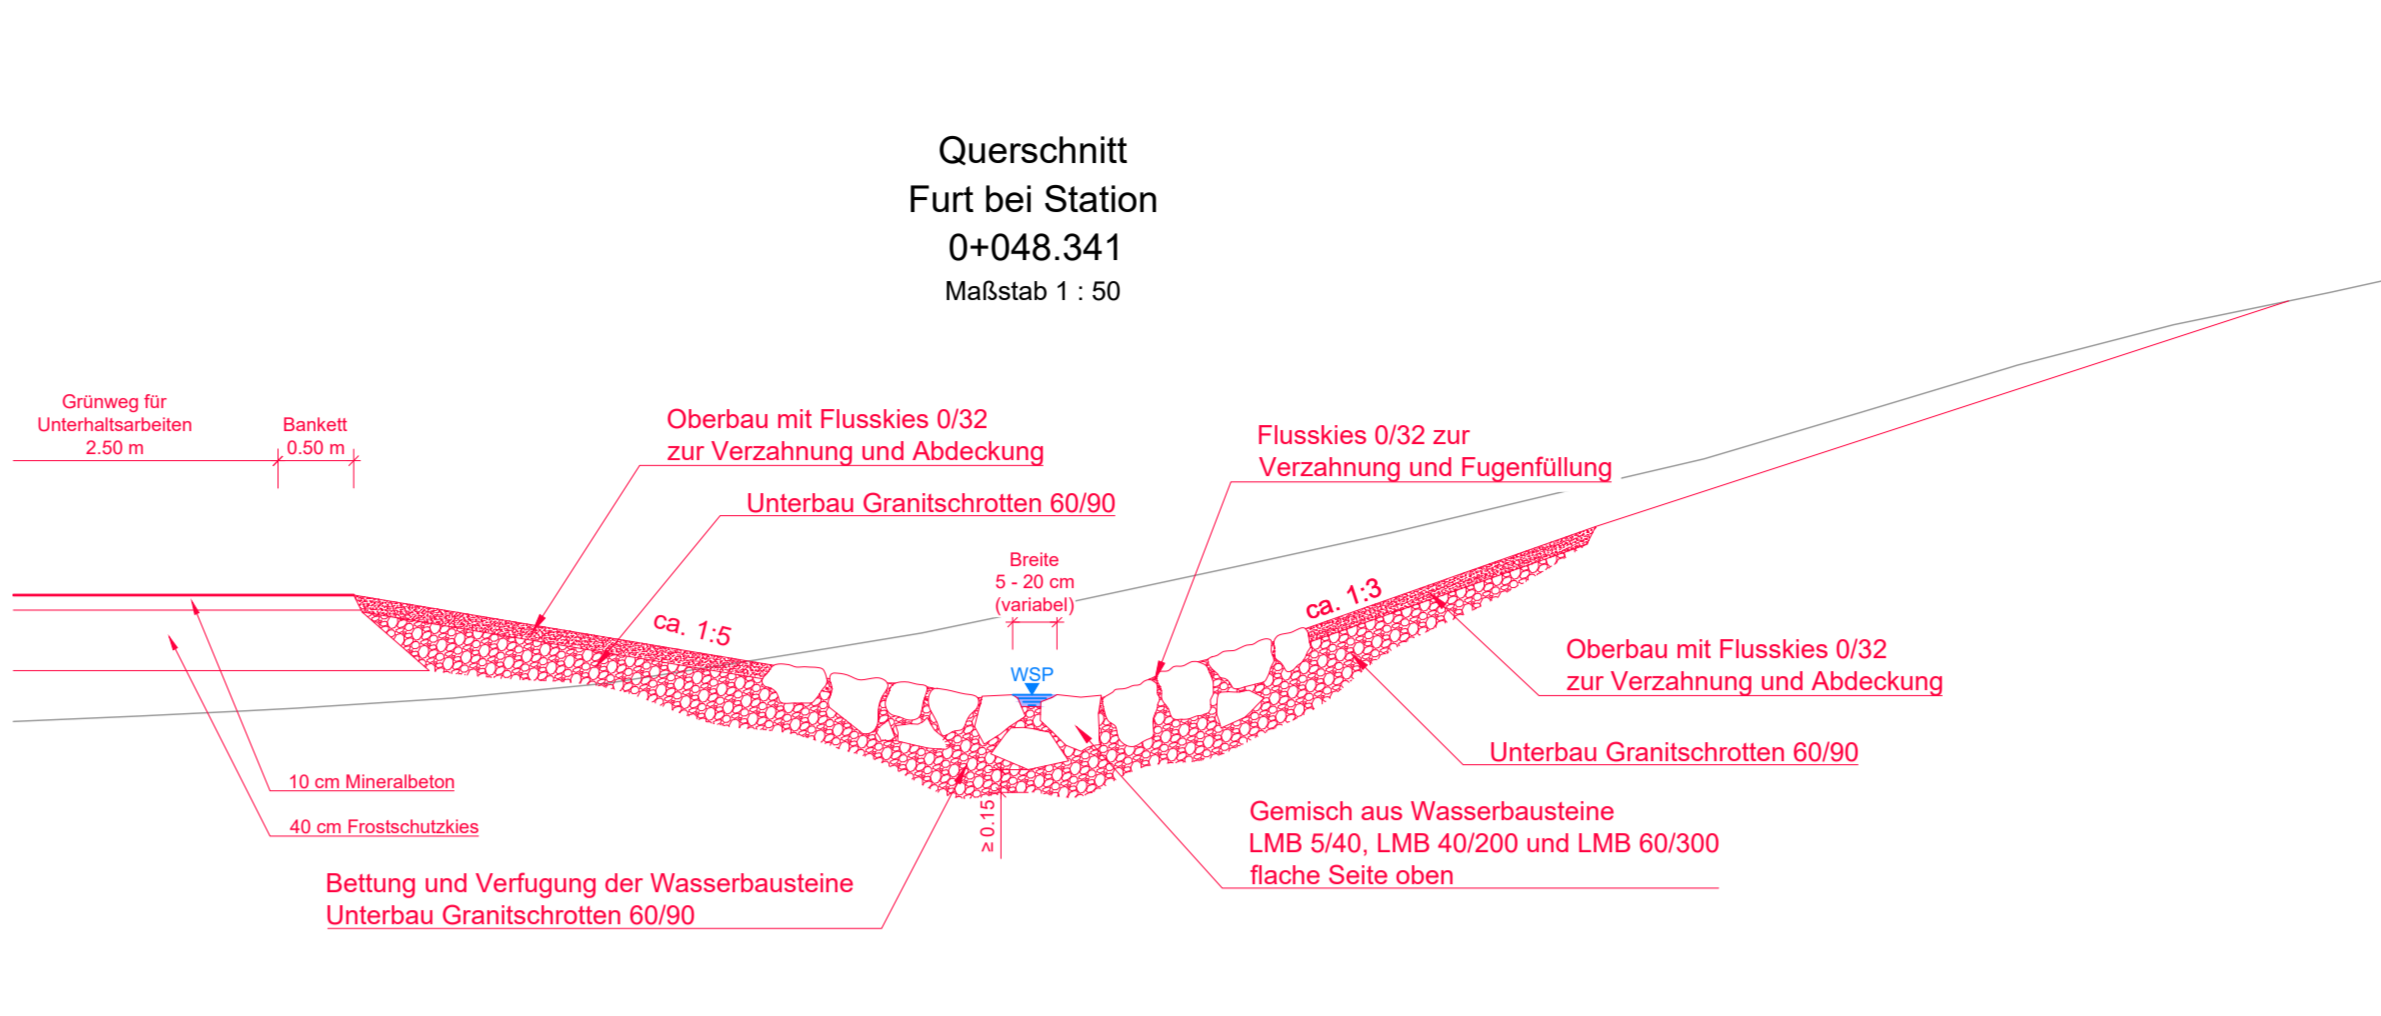 Querschnitt
Furt bei Station
0+048.341
Maßstab 1 : 50
Grünweg für
Unterhaltsarbeiten
2.50 m
Bankett
0.50 m
Oberbau mit Flusskies 0/32
zur Verzahnung und Abdeckung
Unterbau Granitschrotten 60/90
Flusskies 0/32 zur
Verzahnung und Fugenfüllung
Breite
5 - 20 cm
(variabel)
ca. 1:5
ca. 1:3
WSP
Oberbau mit Flusskies 0/32
zur Verzahnung und Abdeckung
Unterbau Granitschrotten 60/90
10 cm Mineralbeton
40 cm Frostschutzkies
≥ 0.15
Gemisch aus Wasserbausteine
LMB 5/40, LMB 40/200 und LMB 60/300
flache Seite oben
Bettung und Verfugung der Wasserbausteine
Unterbau Granitschrotten 60/90